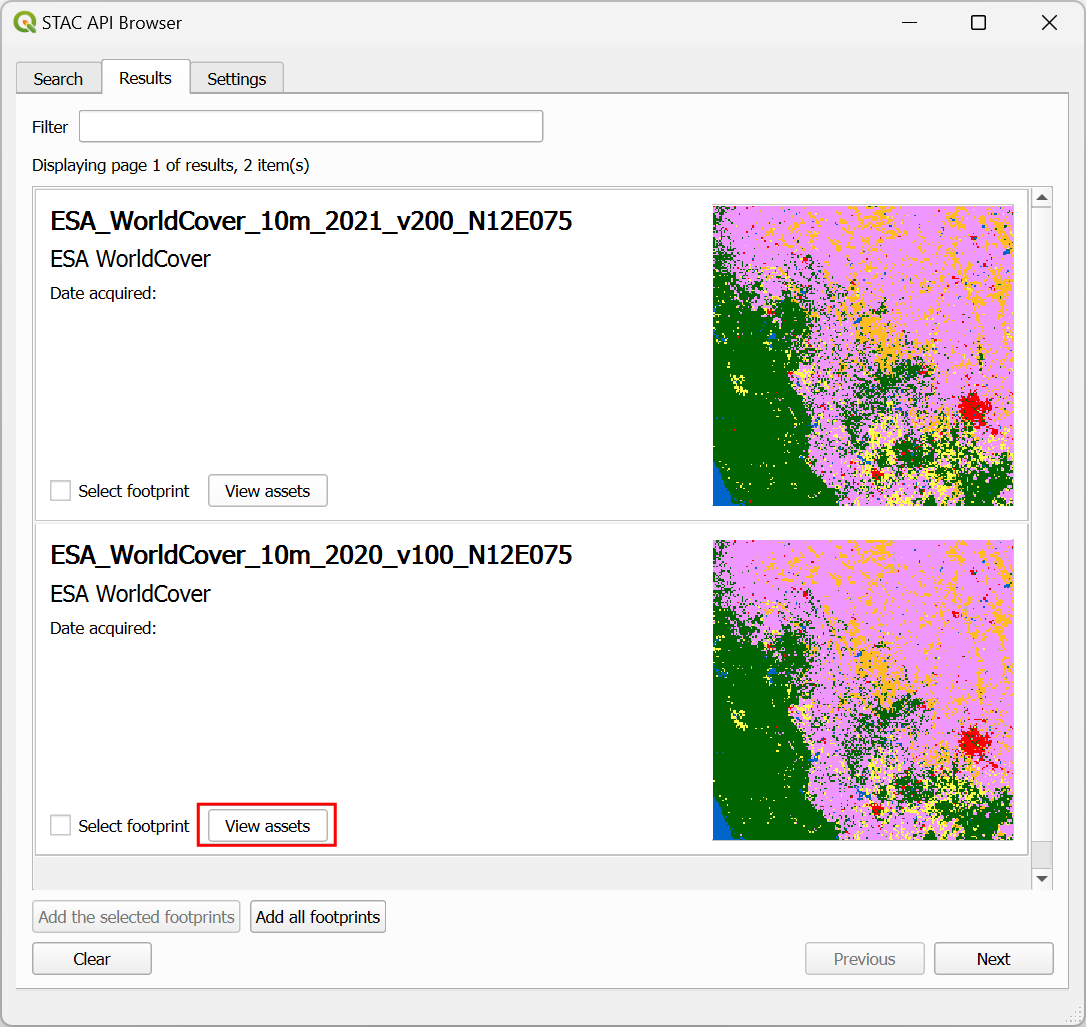 STAC API Browser
Search Results Settings
Filter
Displaying page 1 of results, 2 item(s)
ESA_WorldCover_10m_2021_v200_N12E075
ESA WorldCover
Date acquired:
Select footprint View assets
ESA_WorldCover_10m_2020_v100_N12E075
ESA WorldCover
Date acquired:
Select footprint View assets
Add the selected footprints Add all footprints
Clear Previous Next